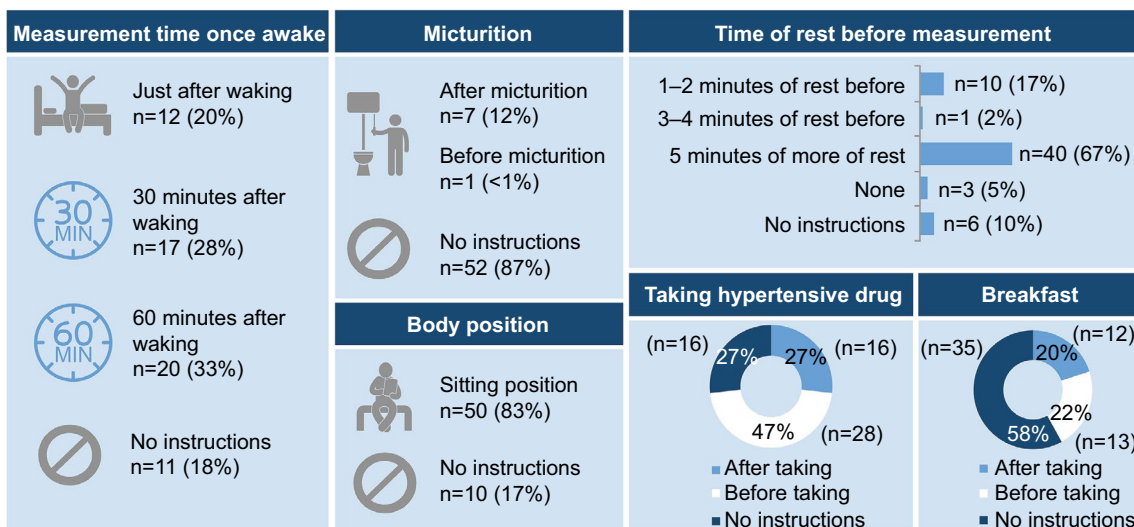 Measurement time once awake
Just after waking
n=12 (20%)
30
MIN
30 minutes after
waking
n=17 (28%)
60
MIN
60 minutes after
waking
n=20 (33%)
No instructions
n=11 (18%)
Micturition
After micturition
n=7 (12%)
Before micturition
n=1 (<1%)
No instructions
n=52 (87%)
Body position
Sitting position
n=50 (83%)
No instructions
n=10 (17%)
Time of rest before measurement
1–2 minutes of rest before
n=10 (17%)
3–4 minutes of rest before
n=1 (2%)
5 minutes of more of rest
n=40 (67%)
None
n=3 (5%)
No instructions
n=6 (10%)
Taking hypertensive drug
(n=16)
27%
27%
(n=16)
47%
(n=28)
After taking
Before taking
No instructions
Breakfast
(n=12)
(n=35)
20%
22%
58%
(n=13)
After taking
Before taking
No instructions